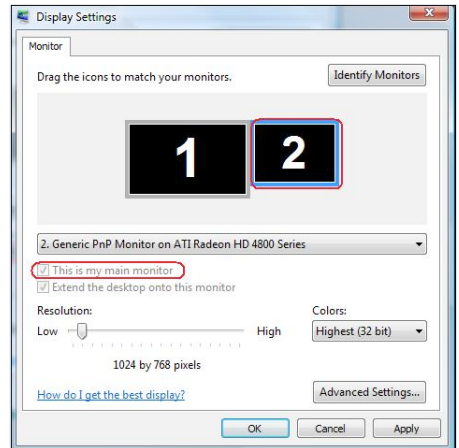 Display Settings
Monitor
Drag the icons to match your monitors.
Identify Monitors
1
2
2. Generic PnP Monitor on ATI Radeon HD 4800 Series
This is my main monitor
Extend the desktop onto this monitor
Resolution:
Colors:
Low
High
Highest (32 bit)
1024 by 768 pixels
How do I get the best display?
Advanced Settings...
OK
Cancel
Apply